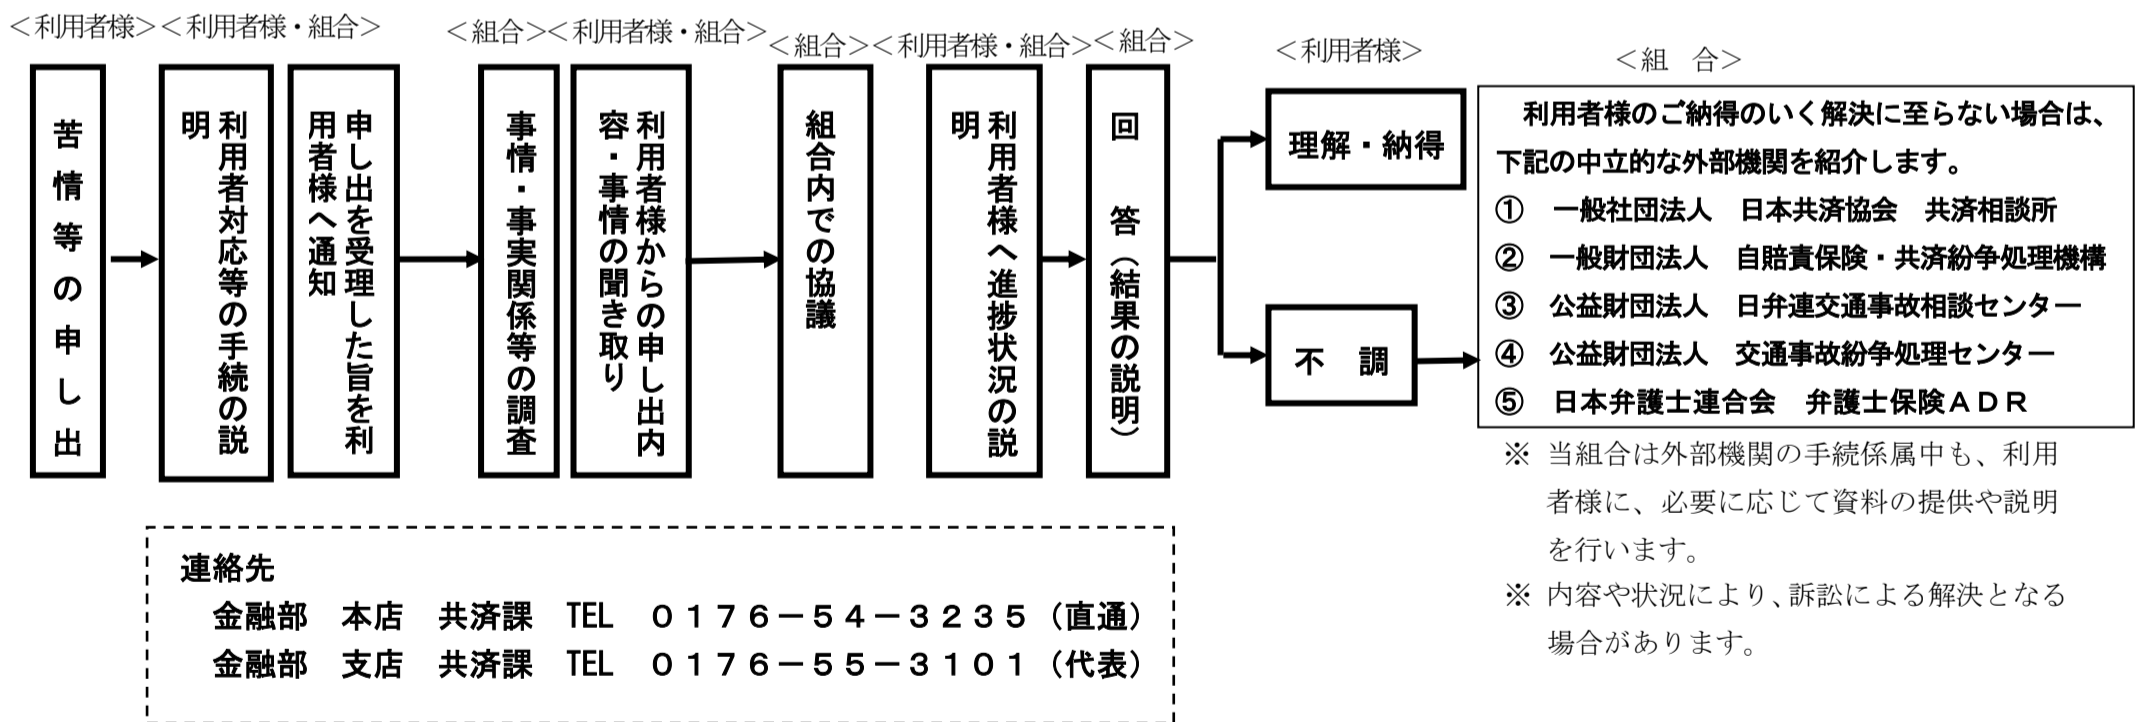 ＜利用者様＞＜利用者様・組合＞
＜組合＞＜利用者様・組合＞
＜組合＞＜利用者様・組合＞＜組合＞
＜利用者様＞
＜組　合＞
苦情等の申し出
利用者対応等の手続の説
明
申し出を受理した旨を利
用者様へ通知
事情・事実関係等の調査
利用者様からの申し出内
容・事情の聞き取り
組合内での協議
利用者様へ進捗状況の説
明
回　答（結果の説明）
理解・納得
不　調
利用者様のご納得のいく解決に至らない場合は、
下記の中立的な外部機関を紹介します。
①　一般社団法人　日本共済協会　共済相談所
②　一般財団法人　自賠責保険・共済紛争処理機構
③　公益財団法人　日弁連交通事故相談センター
④　公益財団法人　交通事故紛争処理センター
⑤　日本弁護士連合会　弁護士保険ＡＤＲ
※ 当組合は外部機関の手続係属中も、利用
者様に、必要に応じて資料の提供や説明
を行います。
※ 内容や状況により、訴訟による解決となる
場合があります。
連絡先
金融部　本店　共済課　TEL　０１７６－５４－３２３５（直通）
金融部　支店　共済課　TEL　０１７６－５５－３１０１（代表）